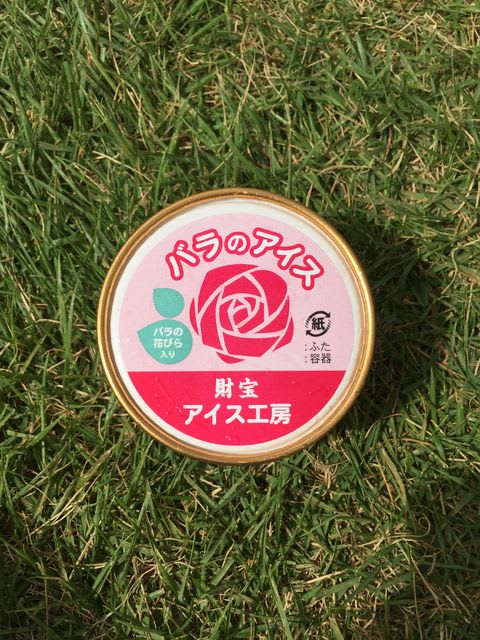 バラのアイス
バラの
花びら
入り
紙
:ふた
:容器
財宝
アイス工房